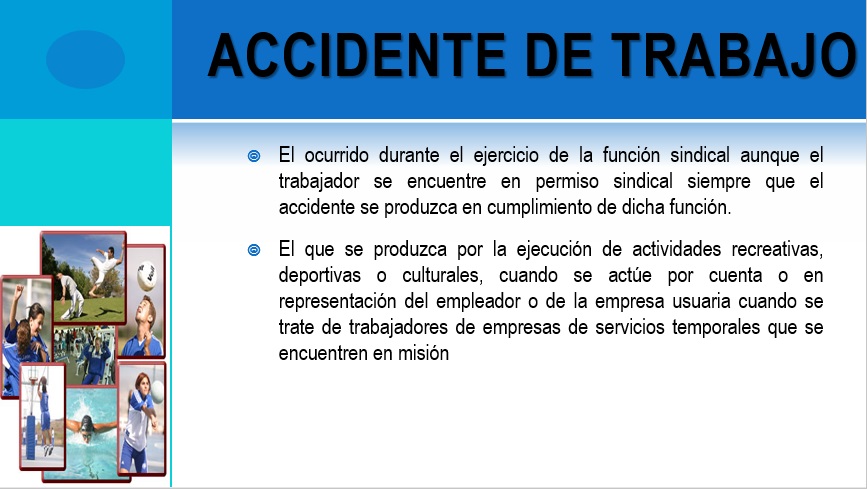 ACCIDENTE DE TRABAJO
El ocurrido durante el ejercicio de la función sindical aunque el
trabajador se encuentre en permiso sindical siempre que el
accidente se produzca en cumplimiento de dicha función.
El que se produzca por la ejecución de actividades recreativas,
deportivas o culturales, cuando se actúe por cuenta o en
representación del empleador o de la empresa usuaria cuando se
trate de trabajadores de empresas de servicios temporales que se
encuentren en misión